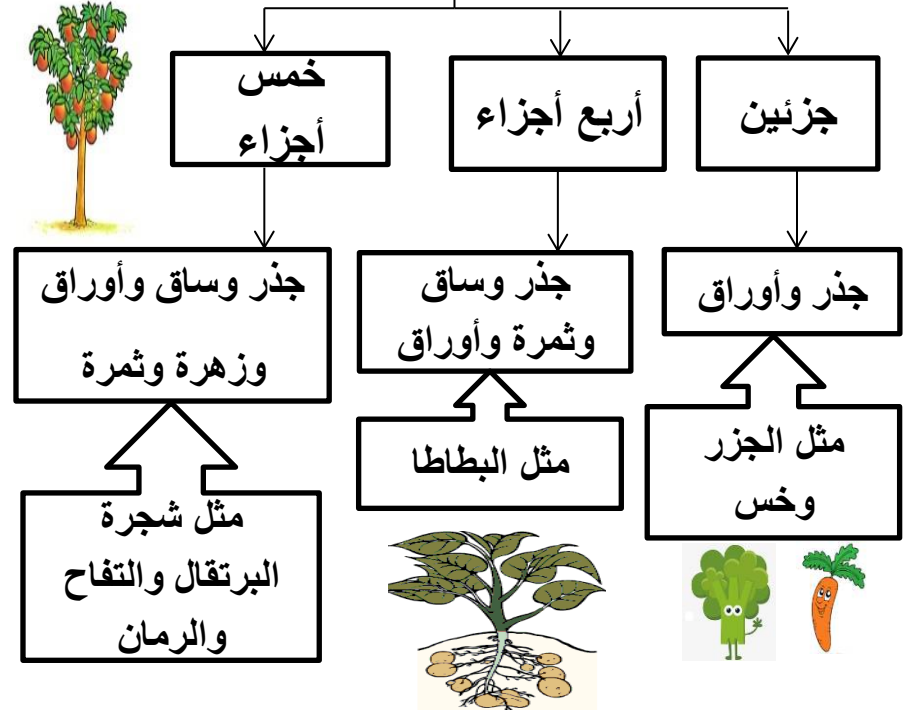 جزئين
أربع أجزاء
خمس
أجزاء
جذر وأوراق
جذر وساق
وثمرة وأوراق
جذر وساق وأوراق
وزهرة وثمرة
مثل الجزر
وخس
مثل البطاطا
مثل شجرة
البرتقال والتفاح
والرمان